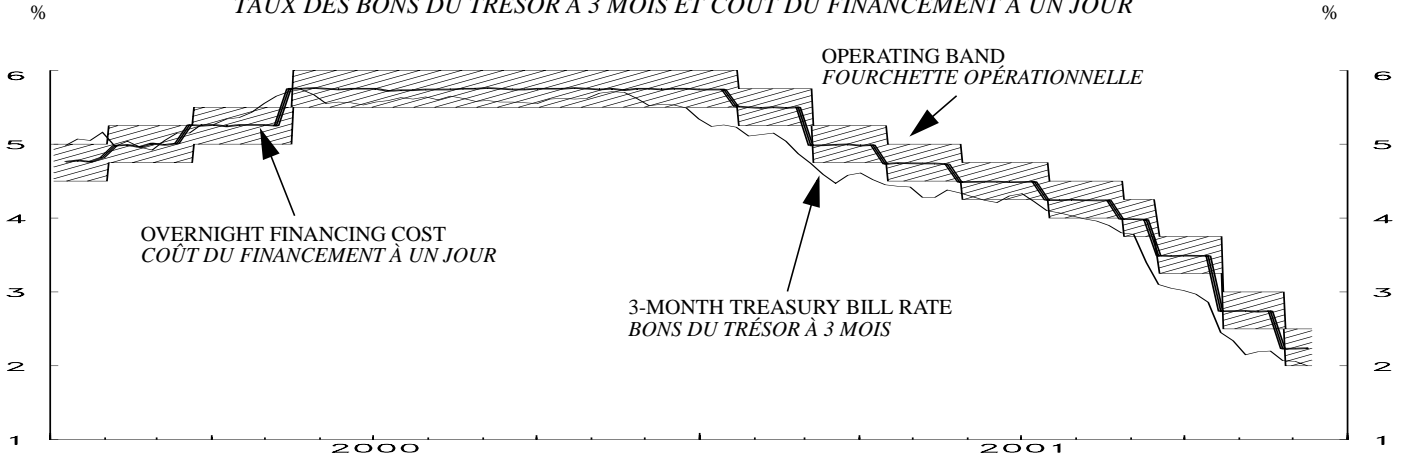 TAUX DES BONS DU TRÉSOR À 3 MOIS ET COÛT DU FINANCEMENT À UN JOUR
% %
OPERATING BAND
FOURCHETTE OPÉRATIONNELLE
6 6
5 5
OVERNIGHT FINANCING COST
COÛT DU FINANCEMENT À UN JOUR
4 4
3-MONTH TREASURY BILL RATE
BONS DU TRÉSOR À 3 MOIS
3 3
2 2
1 1
2000 2001